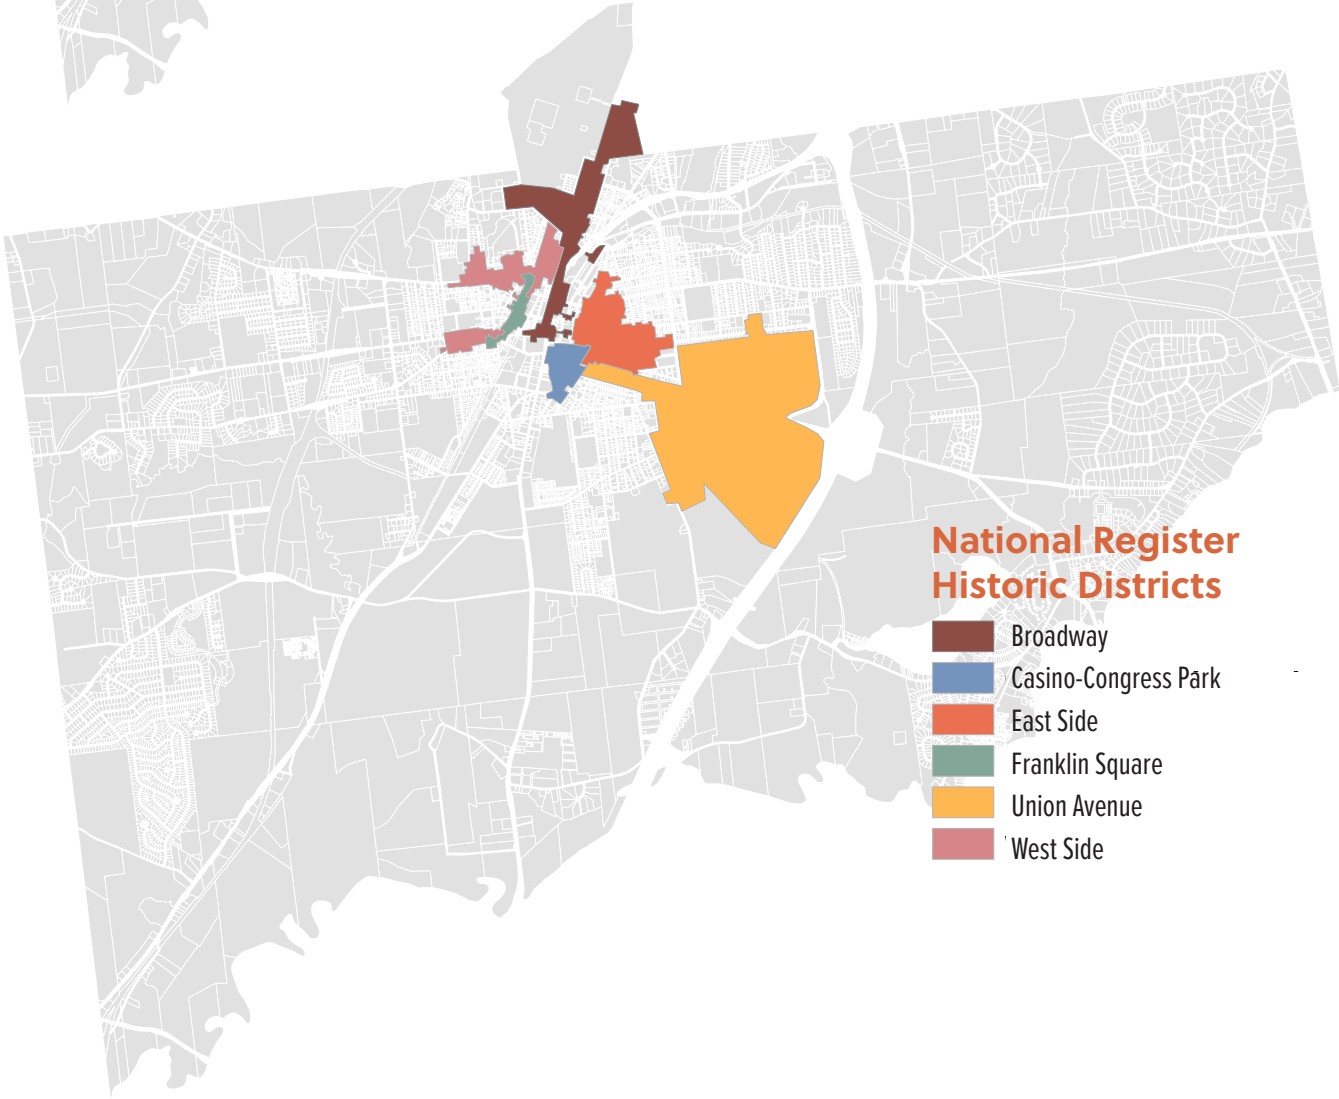 National Register
Historic Districts
Broadway
Casino-Congress Park
East Side
Franklin Square
Union Avenue
West Side